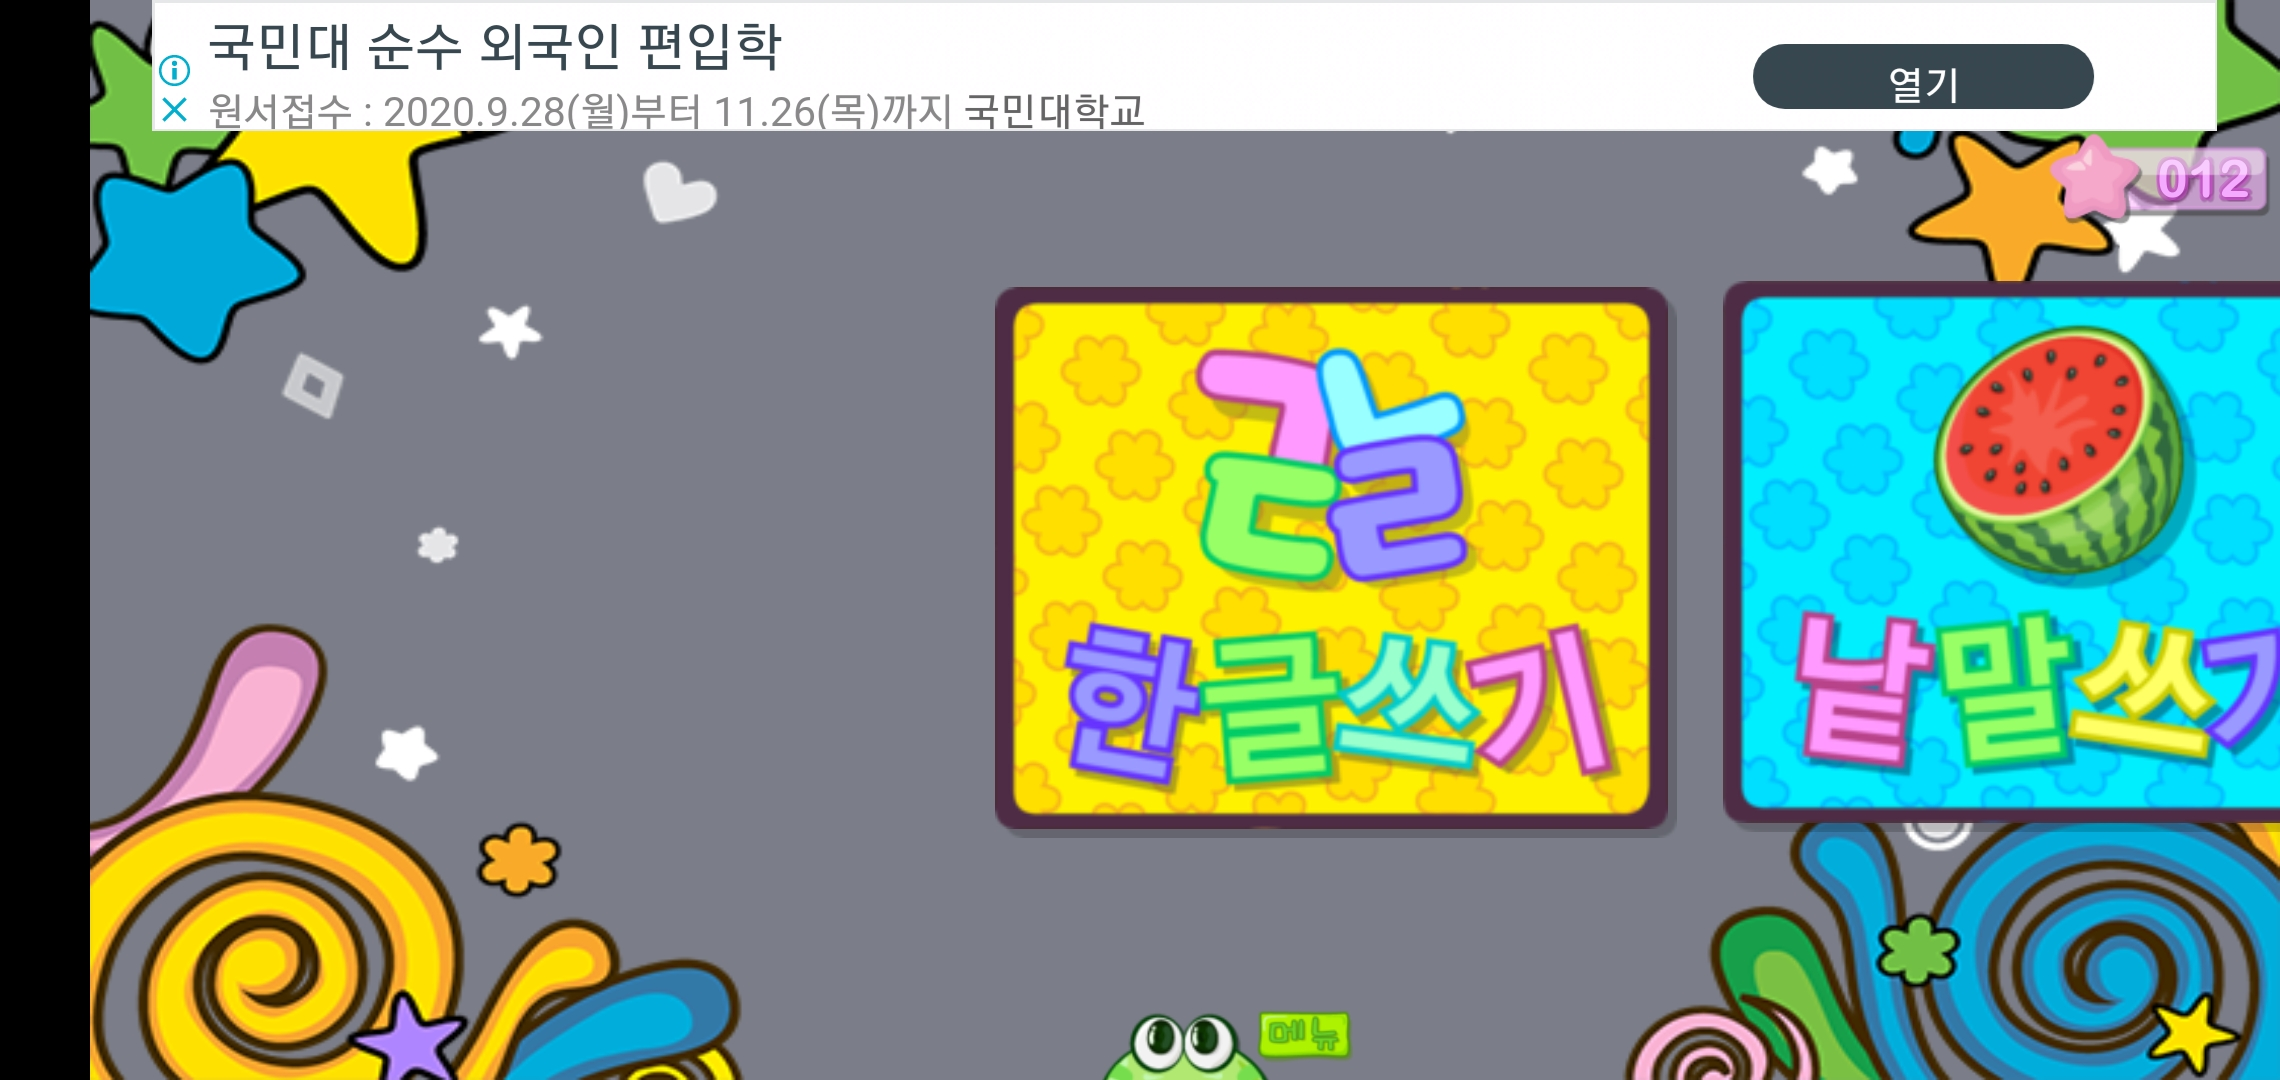 국민대 순수 외국인 편입학
원서접수 : 2020.9.28(월)부터 11.26(목)까지 국민대학교
열기
012
ㄱㄴ
ㄷㄹ
한글쓰기
낱말쓰기
메뉴